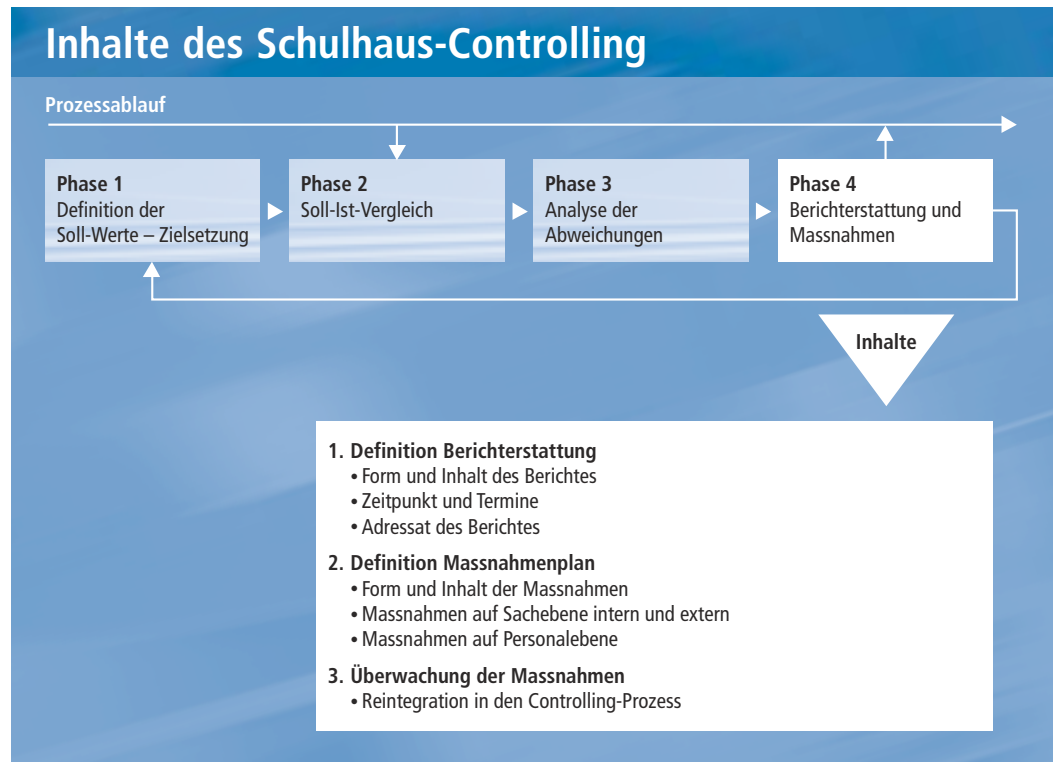 Inhalte des Schulhaus-Controlling
Prozessablauf
Phase 1
Definition der
Soll-Werte – Zielsetzung
Phase 2
Soll-Ist-Vergleich
Phase 3
Analyse der
Abweichungen
Phase 4
Berichterstattung und
Massnahmen
Inhalte
1. Definition Berichterstattung
• Form und Inhalt des Berichtes
• Zeitpunkt und Termine
• Adressat des Berichtes
2. Definition Massnahmenplan
• Form und Inhalt der Massnahmen
• Massnahmen auf Sachebene intern und extern
• Massnahmen auf Personalebene
3. Überwachung der Massnahmen
• Reintegration in den Controlling-Prozess